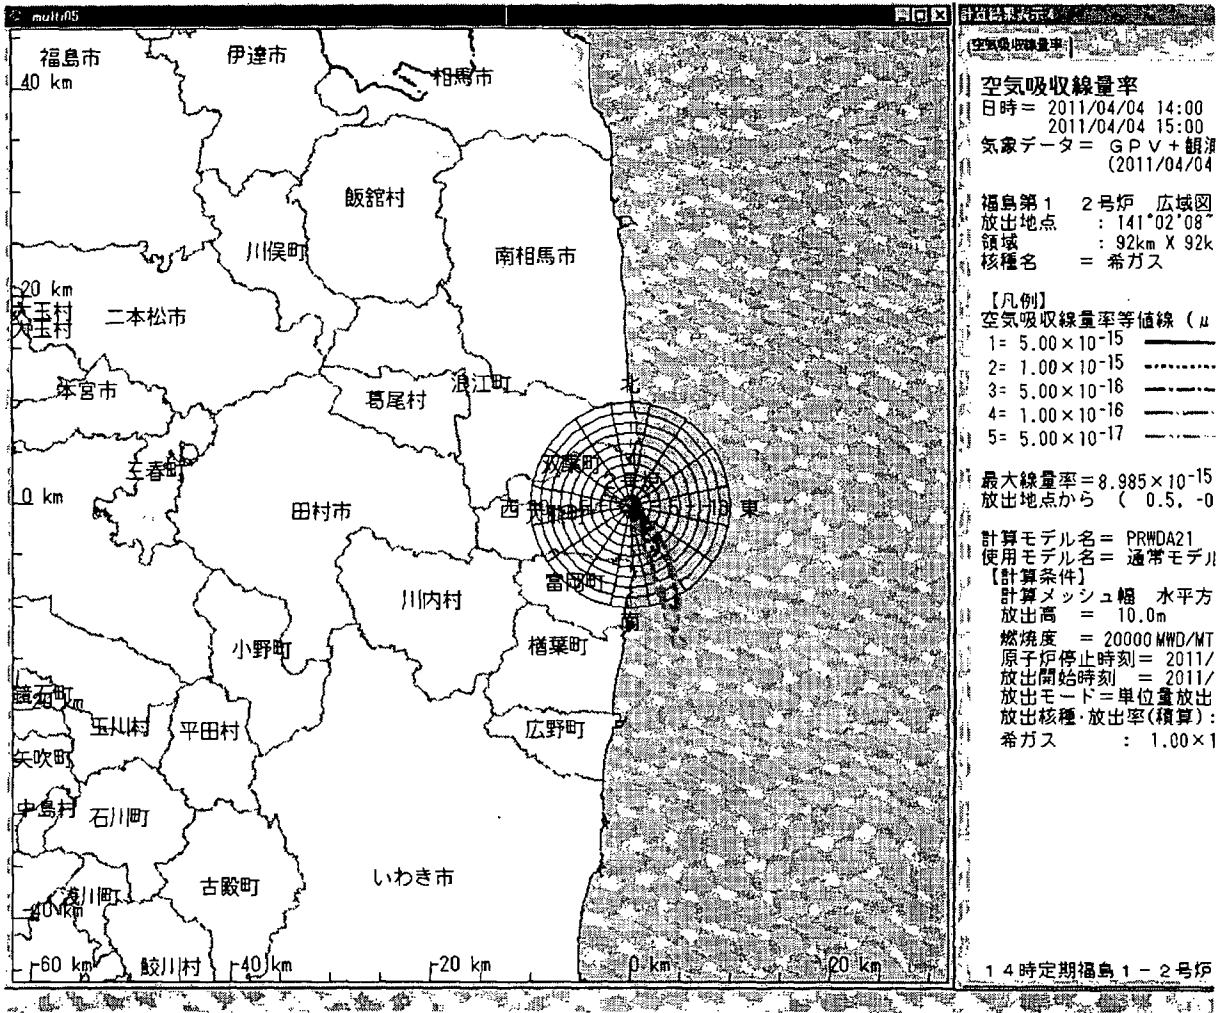 multi05
福島市
伊達市
相馬市
40 km
飯舘村
川俣町
南相馬市
20 km
大玉村
大玉村
二本松市
本宮市
葛尾村
浪江町
北
三春町
双葉町
0 km
田村市
西
10 東
富岡町
川内村
南
小野町
楢葉町
鏡石町
玉川村
平田村
広野町
矢吹町
中島村
石川町
古殿町
いわき市
浅川町
鮫川村
-60 km
-40 km
-20 km
0 km
20 km
計算結果表示4
空気吸収線量率
空気吸収線量率
日時= 2011/04/04 14:00
2011/04/04 15:00
気象データ= GPV+観測
(2011/04/04
福島第1 2号炉 広域図
放出地点 : 141°02'08"
領域 : 92km X 92k
核種名 = 希ガス
【凡例】
空気吸収線量率等値線 (μ
1= 5.00×10-15
2= 1.00×10-15
3= 5.00×10-16
4= 1.00×10-16
5= 5.00×10-17
最大線量率=8.985×10-15
放出地点から ( 0.5, -0
計算モデル名= PRWDA21
使用モデル名= 通常モデル
【計算条件】
計算メッシュ幅 水平方
放出高 = 10.0m
燃焼度 = 20000MWD/MT
原子炉停止時刻= 2011/
放出開始時刻 = 2011/
放出モード=単位量放出
放出核種・放出率(積算):
希ガス : 1.00×1
14時定期福島1-2号炉